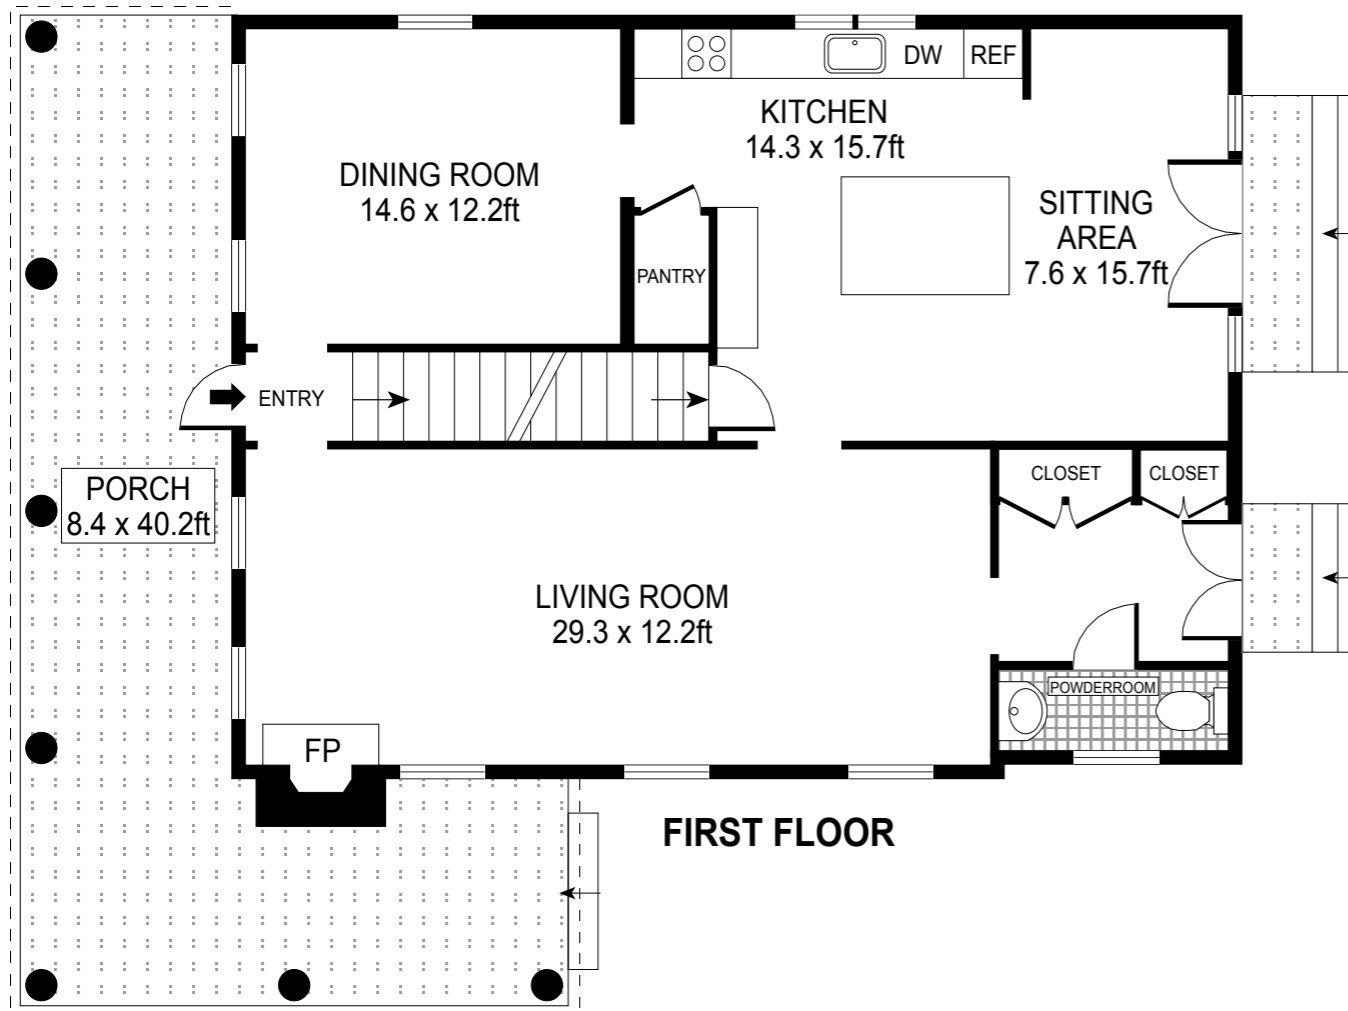 DW
REF
KITCHEN
14.3 x 15.7ft
DINING ROOM
14.6 x 12.2ft
SITTING
AREA
7.6 x 15.7ft
PANTRY
ENTRY
PORCH
8.4 x 40.2ft
CLOSET
CLOSET
LIVING ROOM
29.3 x 12.2ft
POWDERROOM
FP
FIRST FLOOR